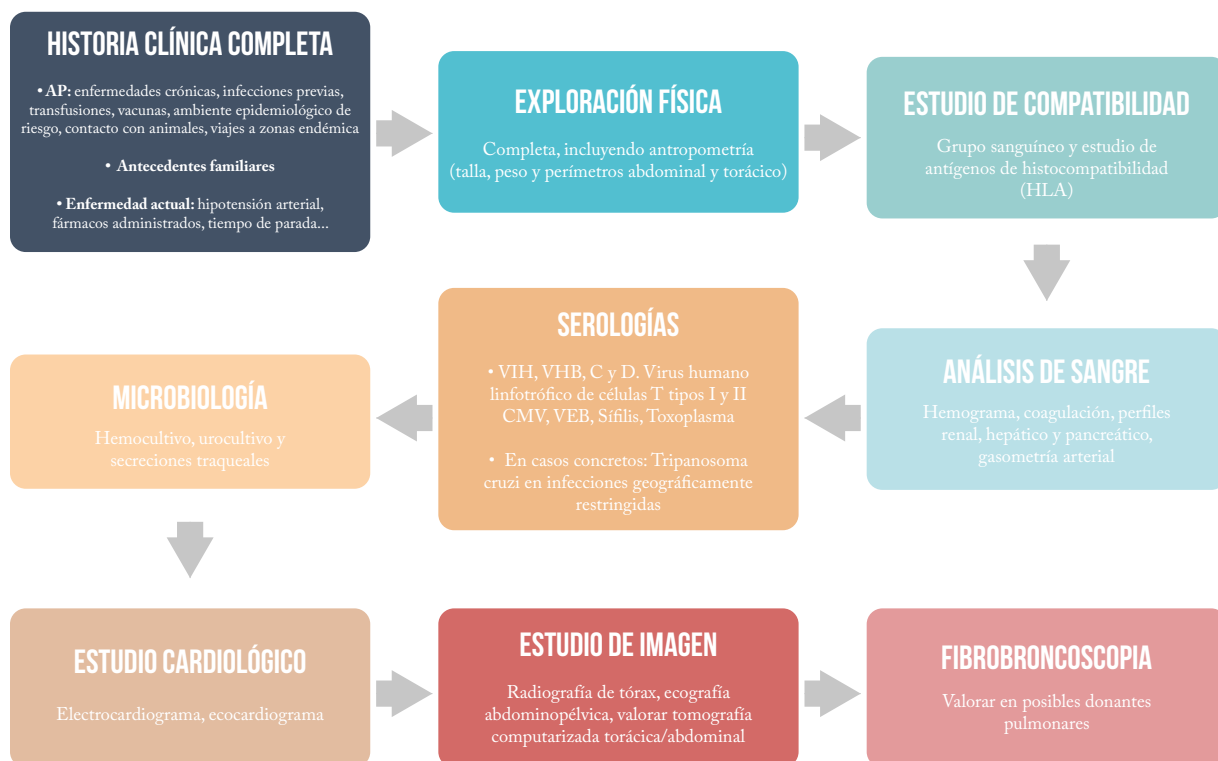 HISTORIA CLÍNICA COMPLETA
• AP: enfermedades crónicas, infecciones previas,
transfusiones, vacunas, ambiente epidemiológico de
riesgo, contacto con animales, viajes a zonas endémica
• Antecedentes familiares
• Enfermedad actual: hipotensión arterial,
fármacos administrados, tiempo de parada...
EXPLORACIÓN FÍSICA
Completa, incluyendo antropometría
(talla, peso y perímetros abdominal y torácico)
ESTUDIO DE COMPATIBILIDAD
Grupo sanguíneo y estudio de
antígenos de histocompatibilidad
(HLA)
ANÁLISIS DE SANGRE
Hemograma, coagulación, perfiles
renal, hepático y pancreático,
gasometría arterial
SEROLOGÍAS
• VIH, VHB, C y D. Virus humano
linfotrófico de células T tipos I y II
CMV, VEB, Sífilis, Toxoplasma
• En casos concretos: Tripanosoma
cruzi en infecciones geográficamente
restringidas
MICROBIOLOGÍA
Hemocultivo, urocultivo y
secreciones traqueales
ESTUDIO CARDIOLÓGICO
Electrocardiograma, ecocardiograma
ESTUDIO DE IMAGEN
Radiografía de tórax, ecografía
abdominopélvica, valorar tomografía
computarizada torácica/abdominal
FIBROBRONCOSCOPIA
Valorar en posibles donantes
pulmonares